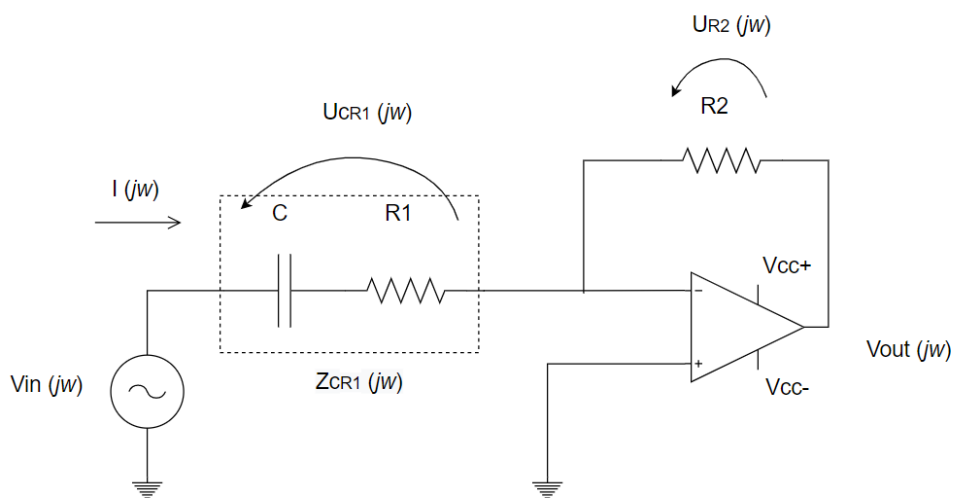 UR2 (jw)
R2
UCR1 (jw)
I (jw)
C
R1
Vcc+
−
+
Vin (jw)
ZCR1 (jw)
Vcc-
Vout (jw)